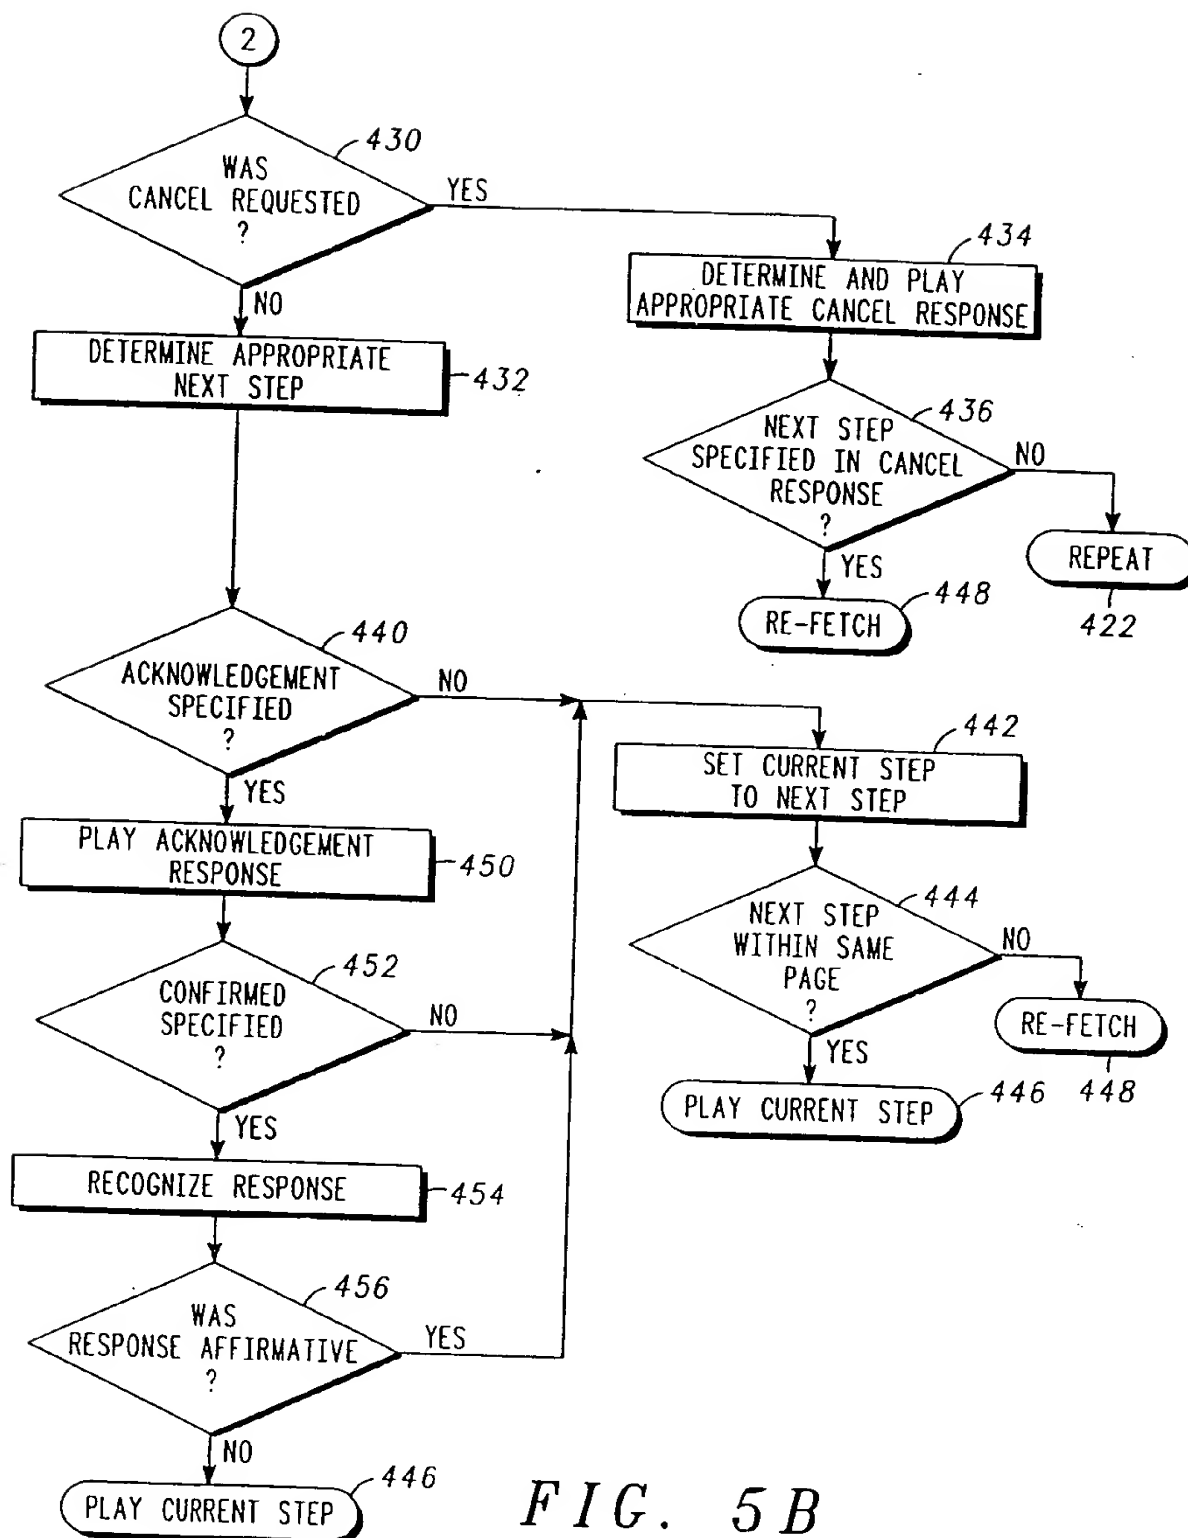 2
430
WAS
CANCEL REQUESTED
?
YES
NO
434
DETERMINE AND PLAY
APPROPRIATE CANCEL RESPONSE
DETERMINE APPROPRIATE
NEXT STEP
432
436
NEXT STEP
SPECIFIED IN CANCEL
RESPONSE
?
NO
YES
REPEAT
422
RE-FETCH
448
440
ACKNOWLEDGEMENT
SPECIFIED
?
NO
YES
442
SET CURRENT STEP
TO NEXT STEP
PLAY ACKNOWLEDGEMENT
RESPONSE
450
444
NEXT STEP
WITHIN SAME
PAGE
?
NO
YES
RE-FETCH
448
PLAY CURRENT STEP
446
452
CONFIRMED
SPECIFIED
?
NO
YES
RECOGNIZE RESPONSE
454
456
WAS
RESPONSE AFFIRMATIVE
?
YES
NO
PLAY CURRENT STEP
446
FIG. 5B